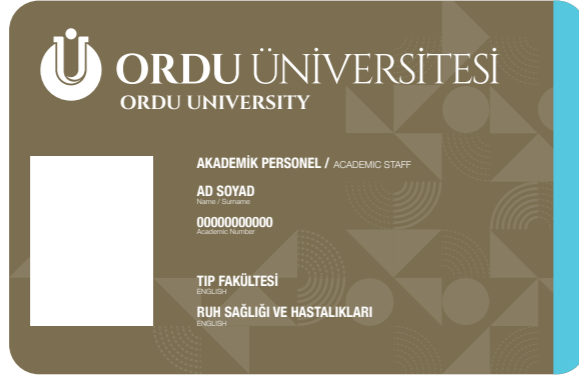 ORDU ÜNİVERSİTESİ
ORDU UNIVERSITY
AKADEMİK PERSONEL / ACADEMIC STAFF
AD SOYAD
Name / Surname
00000000000
Academic Number
TIP FAKÜLTESİ
ENGLISH
RUH SAĞLIĞI VE HASTALIKLARI
ENGLISH